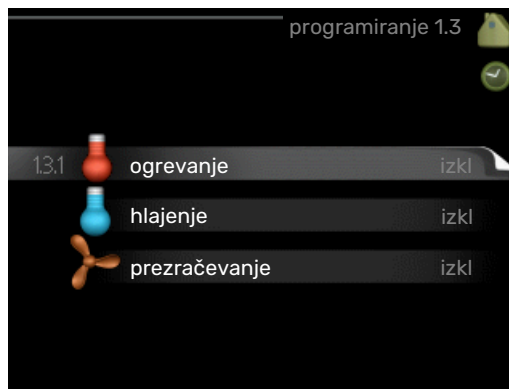 programiranje 1.3
1.3.1 ogrevanje izkl
hlajenje izkl
prezračevanje izkl